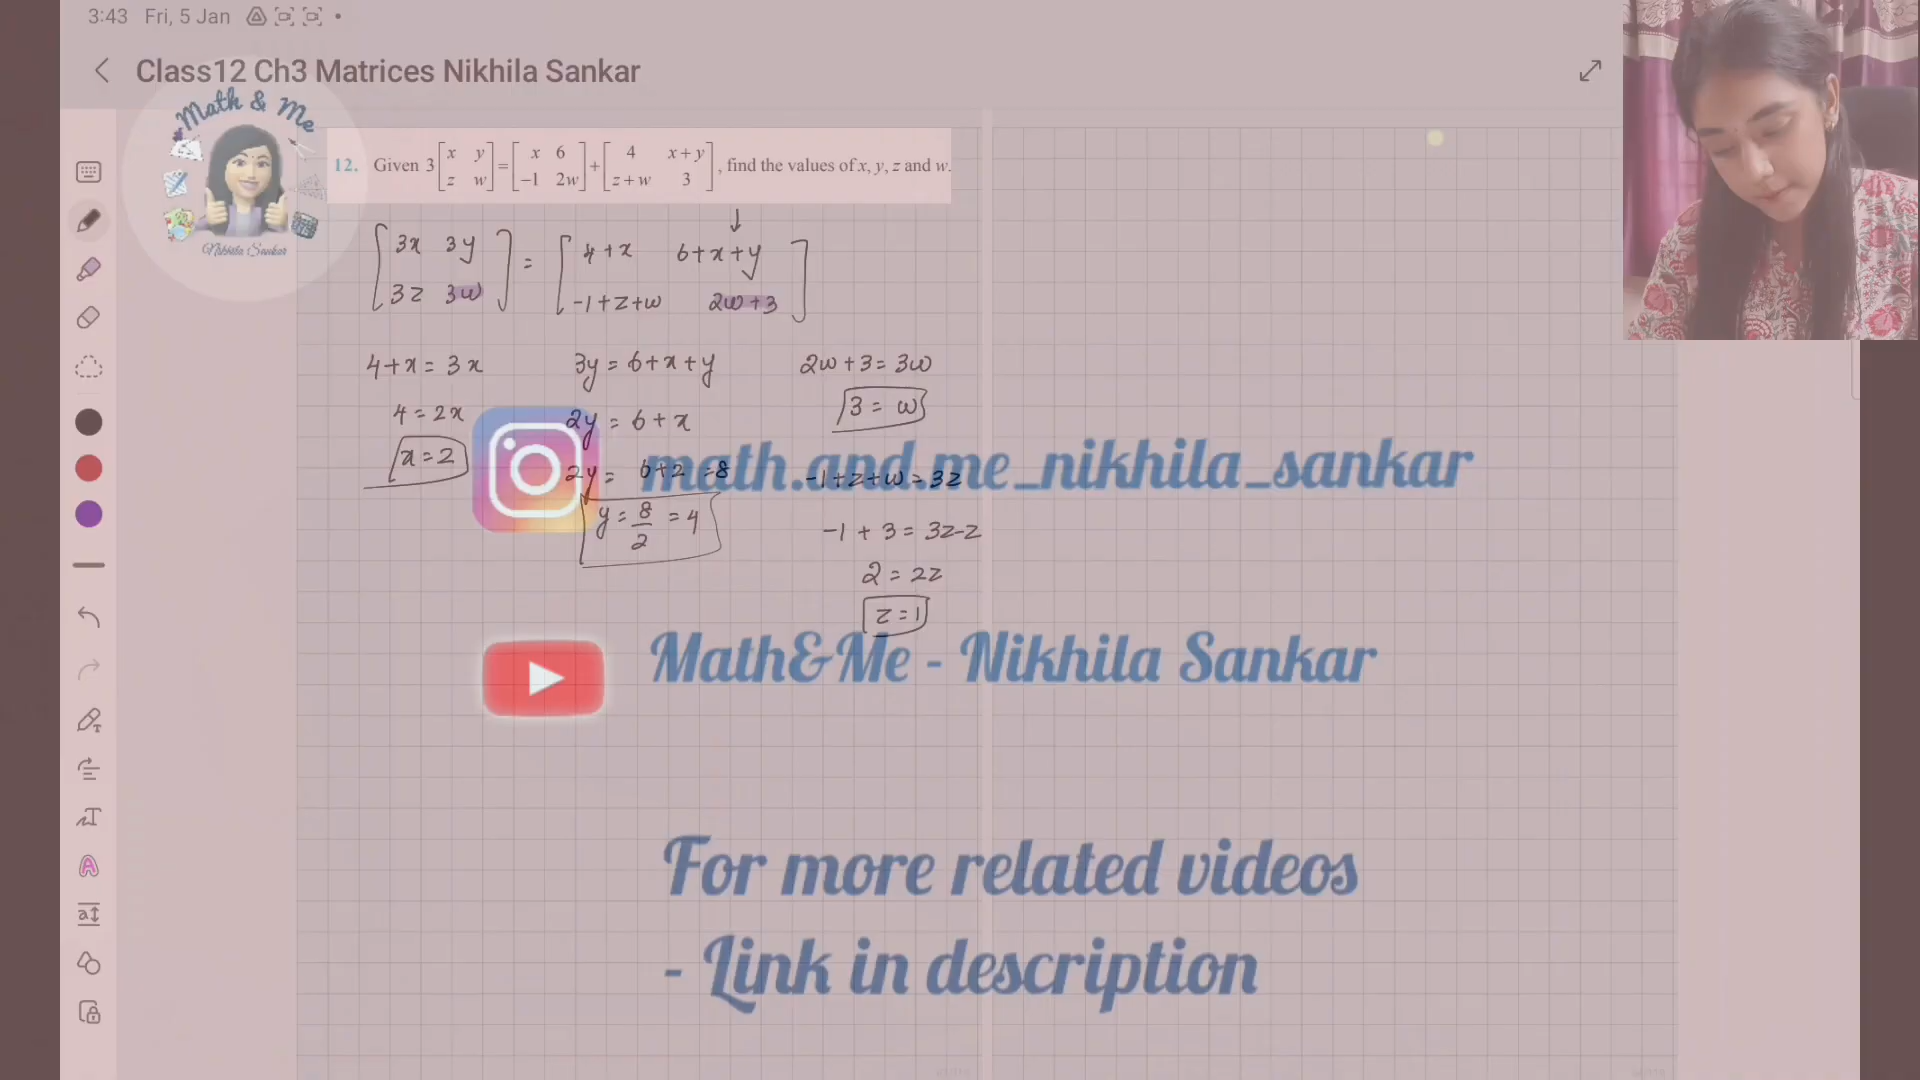 3:43 Fri, 5 Jan
Class12 Ch3 Matrices Nikhila Sankar
Math & Me
Nikhila Sankar
12. Given 3 [x y; z w] = [x 6; −1 2w] + [4 x+y; z+w 3], find the values of x, y, z and w.
[3x 3y; 3z 3w] = [4+x 6+x+y; -1+z+w 2w+3]
4+x = 3x
4 = 2x
x = 2
3y = 6+x+y
2y = 6+x
2y = 6+2 = 8
y = 8/2 = 4
2w+3 = 3w
3 = w
-1+z+w = 3z
-1 + 3 = 3z-z
2 = 2z
z = 1
math.and.me_nikhila_sankar
Math&Me - Nikhila Sankar
For more related videos
- Link in description